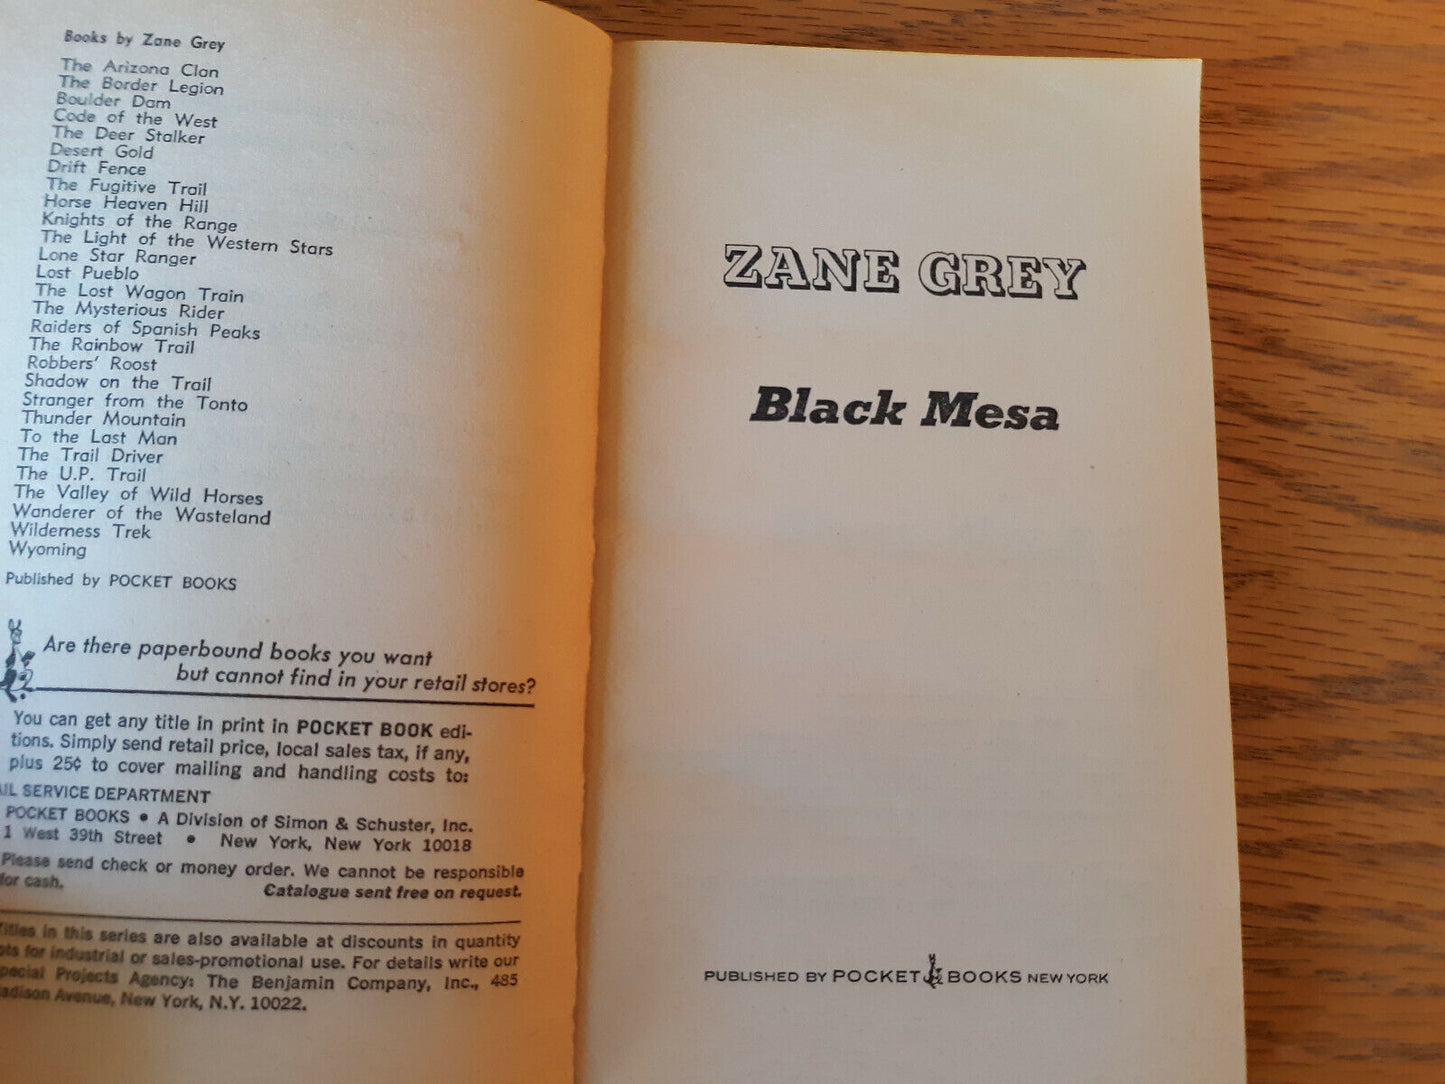 Books by Zane Grey
The Arizona Clan
The Border Legion
Boulder Dam
Code of the West
The Deer Stalker
Desert Gold
Drift Fence
The Fugitive Trail
Horse Heaven Hill
Knights of the Range
The Light of the Western Stars
Lone Star Ranger
Lost Pueblo
The Lost Wagon Train
The Mysterious Rider
Raiders of Spanish Peaks
The Rainbow Trail
Robbers' Roost
Shadow on the Trail
Stranger from the Tonto
Thunder Mountain
To the Last Man
The Trail Driver
The U.P. Trail
The Valley of Wild Horses
Wanderer of the Wasteland
Wilderness Trek
Wyoming
Published by POCKET BOOKS
Are there paperbound books you want
but cannot find in your retail stores?
You can get any title in print in POCKET BOOK edi-
tions. Simply send retail price, local sales tax, if any,
plus 25¢ to cover mailing and handling costs to:
IL SERVICE DEPARTMENT
POCKET BOOKS • A Division of Simon & Schuster, Inc.
1 West 39th Street • New York, New York 10018
Please send check or money order. We cannot be responsible
for cash. Catalogue sent free on request.
Titles in this series are also available at discounts in quantity
ots for industrial or sales-promotional use. For details write our
pecial Projects Agency: The Benjamin Company, Inc., 485
adison Avenue, New York, N.Y. 10022.
ZANE GREY
Black Mesa
PUBLISHED BY POCKET BOOKS NEW YORK